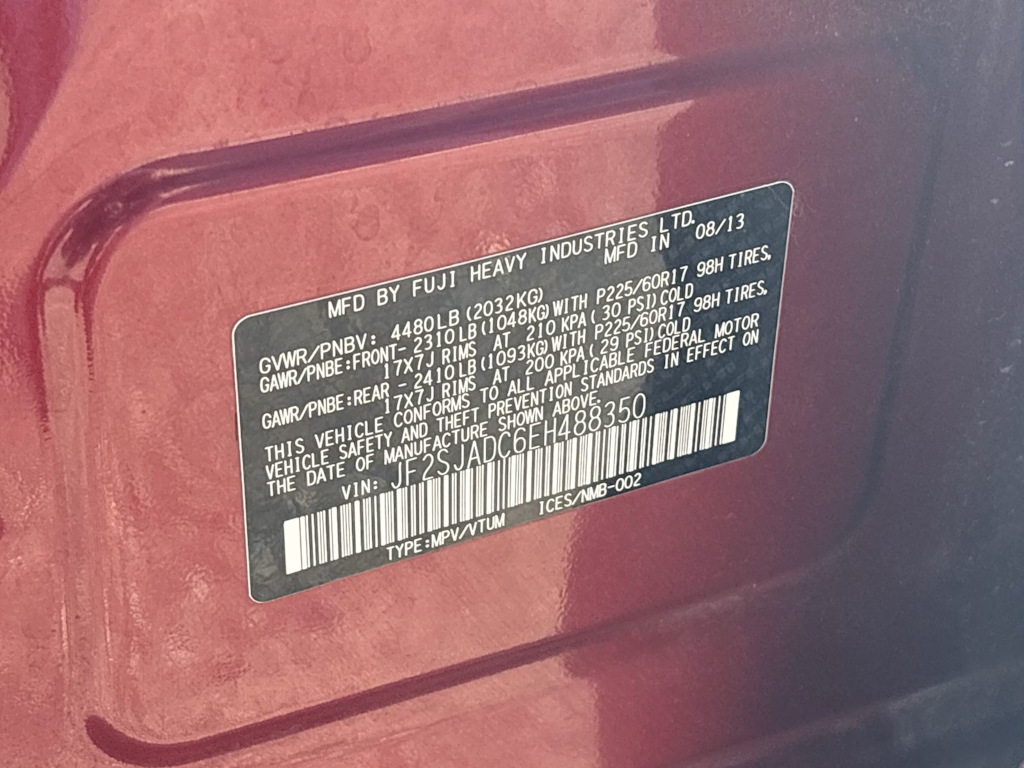 MFD BY FUJI HEAVY INDUSTRIES LTD.
MFD IN 08/13
GVWR/PNBV: 4480LB(2032KG)
GAWR/PNBE:FRONT-2310LB(1048KG)WITH P225/60R17 98H TIRES.
17X7J RIMS AT 210 KPA( 30 PSI)COLD
GAWR/PNBE:REAR -2410LB(1093KG)WITH P225/60R17 98H TIRES.
17X7J RIMS AT 200 KPA( 29 PSI)COLD
THIS VEHICLE CONFORMS TO ALL APPLICABLE FEDERAL MOTOR
VEHICLE SAFETY AND THEFT PREVENTION STANDARDS IN EFFECT ON
THE DATE OF MANUFACTURE SHOWN ABOVE.
VIN: JF2SJADC6EH488350
TYPE:MPV/VTUM ICES/NMB-002